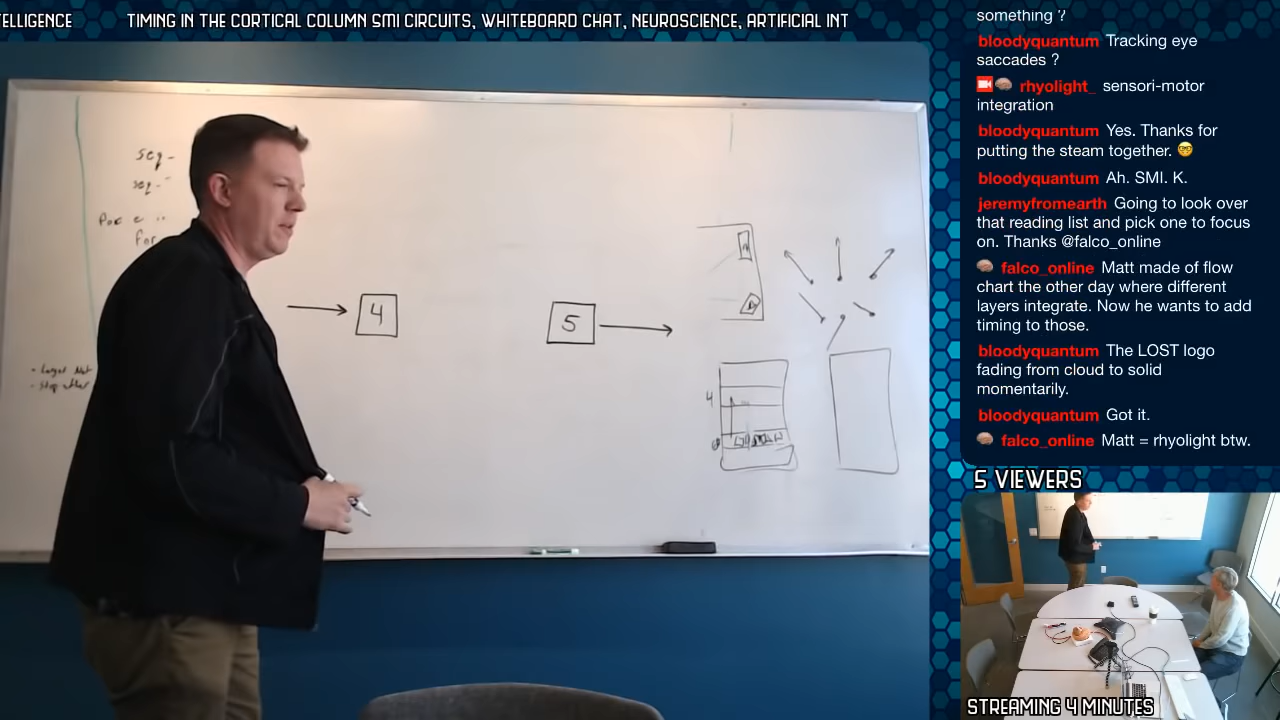 TELLIGENCE TIMING IN THE CORTICAL COLUMN SMI CIRCUITS, WHITEBOARD CHAT, NEUROSCIENCE, ARTIFICIAL INT
something ?
bloodyquantum Tracking eye
saccades ?
rhyolight_ sensori-motor
integration
bloodyquantum Yes. Thanks for
putting the steam together. 🤓
bloodyquantum Ah. SMI. K.
jeremyfromearth Going to look over
that reading list and pick one to focus
on. Thanks @falco_online
falco_online Matt made of flow
chart the other day where different
layers integrate. Now he wants to add
timing to those.
bloodyquantum The LOST logo
fading from cloud to solid
momentarily.
bloodyquantum Got it.
falco_online Matt = rhyolight btw.
5 VIEWERS
STREAMING 4 MINUTES
seq-
seq-
for
4
5
4